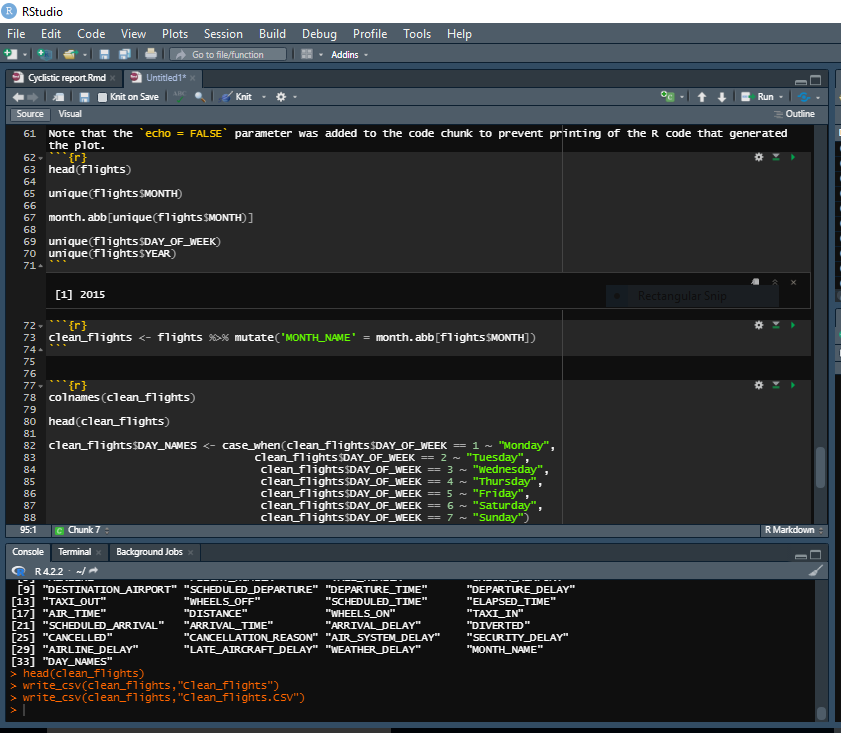 RStudio
File Edit Code View Plots Session Build Debug Profile Tools Help
Go to file/function Addins
Cyclistic report.Rmd Untitled1*
Knit on Save ABC Knit Run
Source Visual Outline
61 Note that the `echo = FALSE` parameter was added to the code chunk to prevent printing of the R code that generated
the plot.
62 ```{r}
63 head(flights)
64
65 unique(flights$MONTH)
66
67 month.abb[unique(flights$MONTH)]
68
69 unique(flights$DAY_OF_WEEK)
70 unique(flights$YEAR)
71 ```
[1] 2015
Rectangular Snip
72 ```{r}
73 clean_flights <- flights %>% mutate('MONTH_NAME' = month.abb[flights$MONTH])
74 ```
75
76
77 ```{r}
78 colnames(clean_flights)
79
80 head(clean_flights)
81
82 clean_flights$DAY_NAMES <- case_when(clean_flights$DAY_OF_WEEK == 1 ~ "Monday",
83 clean_flights$DAY_OF_WEEK == 2 ~ "Tuesday",
84 clean_flights$DAY_OF_WEEK == 3 ~ "Wednesday",
85 clean_flights$DAY_OF_WEEK == 4 ~ "Thursday",
86 clean_flights$DAY_OF_WEEK == 5 ~ "Friday",
87 clean_flights$DAY_OF_WEEK == 6 ~ "Saturday",
88 clean_flights$DAY_OF_WEEK == 7 ~ "Sunday")
95:1 Chunk 7 R Markdown
Console Terminal Background Jobs
R 4.2.2 · ~/
[9] "DESTINATION_AIRPORT" "SCHEDULED_DEPARTURE" "DEPARTURE_TIME" "DEPARTURE_DELAY"
[13] "TAXI_OUT" "WHEELS_OFF" "SCHEDULED_TIME" "ELAPSED_TIME"
[17] "AIR_TIME" "DISTANCE" "WHEELS_ON" "TAXI_IN"
[21] "SCHEDULED_ARRIVAL" "ARRIVAL_TIME" "ARRIVAL_DELAY" "DIVERTED"
[25] "CANCELLED" "CANCELLATION_REASON" "AIR_SYSTEM_DELAY" "SECURITY_DELAY"
[29] "AIRLINE_DELAY" "LATE_AIRCRAFT_DELAY" "WEATHER_DELAY" "MONTH_NAME"
[33] "DAY_NAMES"
> head(clean_flights)
> write_csv(clean_flights,"Clean_flights")
> write_csv(clean_flights,"Clean_flights.CSV")
>